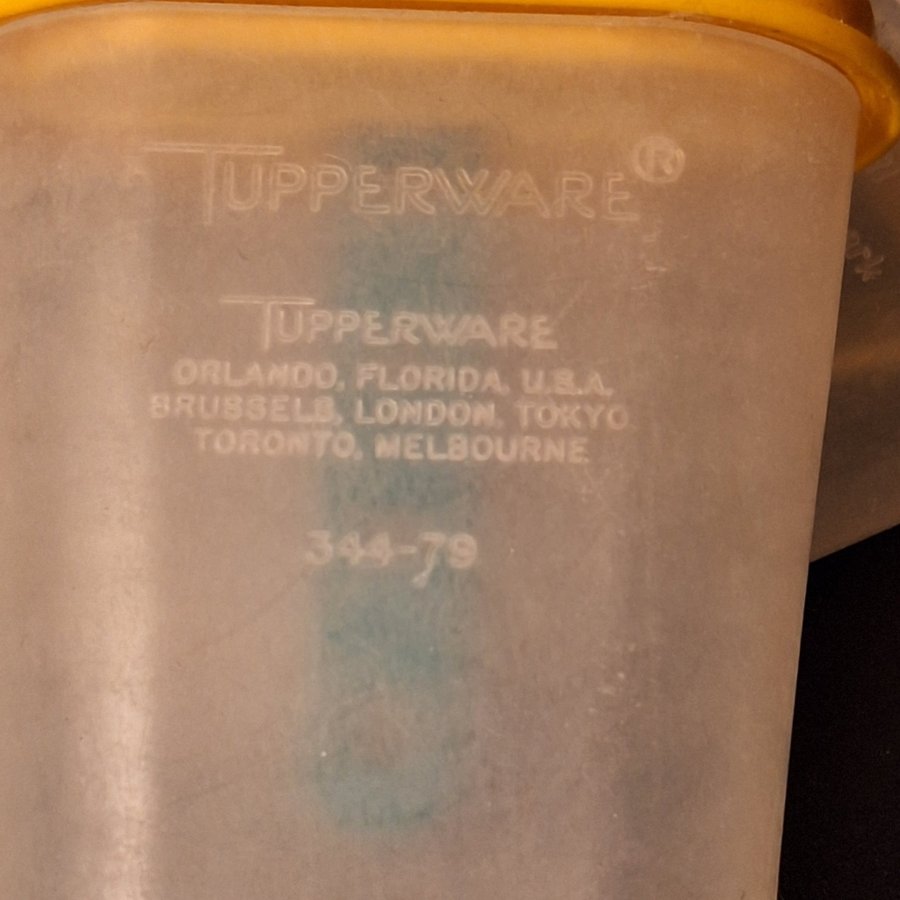 TUPPERWARE®
TUPPERWARE
ORLANDO, FLORIDA, U.S.A.
BRUSSELS, LONDON, TOKYO
TORONTO, MELBOURNE
344-79